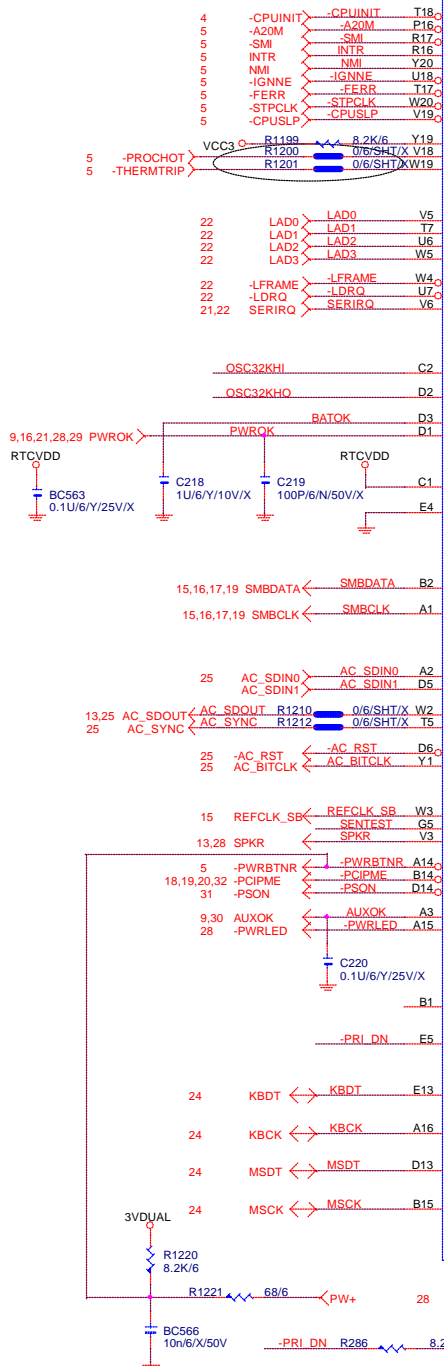 4 -CPUINIT -CPUINIT T18
5 -A20M -A20M P16
5 -SMI -SMI R17
5 INTR INTR R16
5 NMI NMI Y20
5 -IGNNE -IGNNE U18
5 -FERR -FERR T17
5 -STPCLK -STPCLK W20
5 -CPUSLP -CPUSLP V19
VCC3 R1199 8.2K/6 Y19
5 -PROCHOT R1200 0/6/SHT/X V18
5 -THERMTRIP R1201 0/6/SHT/X W19
22 LAD0 LAD0 V5
22 LAD1 LAD1 T7
22 LAD2 LAD2 U6
22 LAD3 LAD3 W5
22 -LFRAME -LFRAME W4
22 -LDRQ -LDRQ U7
21,22 SERIRQ SERIRQ V6
OSC32KHI C2
OSC32KHO D2
BATOK D3
9,16,21,28,29 PWROK PWROK D1
RTCVDD RTCVDD
C218 C219 C1
1U/6/Y/10V/X 100P/6/N/50V/X
BC563
0.1U/6/Y/25V/X
E4
15,16,17,19 SMBDATA SMBDATA B2
15,16,17,19 SMBCLK SMBCLK A1
25 AC_SDIN0 AC_SDIN0 A2
AC_SDIN1 AC_SDIN1 D5
13,25 AC_SDOUT AC_SDOUT R1210 0/6/SHT/X W2
25 AC_SYNC AC_SYNC R1212 0/6/SHT/X T5
25 -AC_RST -AC_RST D6
25 AC_BITCLK AC_BITCLK Y1
15 REFCLK_SB REFCLK_SB W3
SENTEST G5
13,28 SPKR SPKR V3
5 -PWRBTNR -PWRBTNR A14
18,19,20,32 -PCIPME -PCIPME B14
31 -PSON -PSON D14
9,30 AUXOK AUXOK A3
28 -PWRLED -PWRLED A15
C220
0.1U/6/Y/25V/X
B1
-PRI_DN E5
24 KBDT KBDT E13
24 KBCK KBCK A16
24 MSDT MSDT D13
24 MSCK MSCK B15
3VDUAL
R1220
8.2K/6
R1221 68/6 PW+ 28
BC566
10n/6/X/50V
-PRI_DN R286 8.2